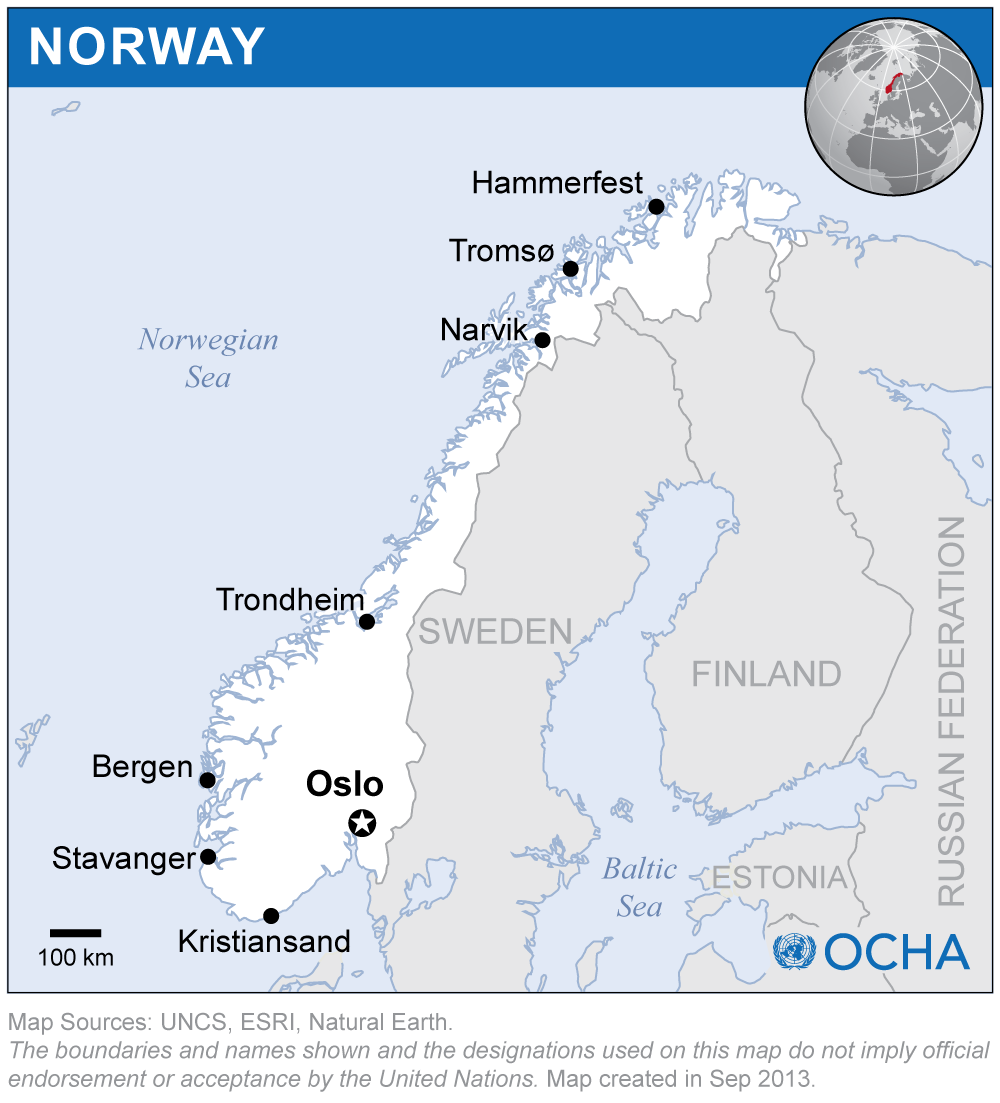 NORWAY
Hammerfest
Tromsø
Narvik
Norwegian
Sea
Trondheim
SWEDEN
FINLAND
RUSSIAN FEDERATION
Bergen
Oslo
Stavanger
Baltic
Sea
ESTONIA
Kristiansand
100 km
OCHA
Map Sources: UNCS, ESRI, Natural Earth.
The boundaries and names shown and the designations used on this map do not imply official
endorsement or acceptance by the United Nations. Map created in Sep 2013.